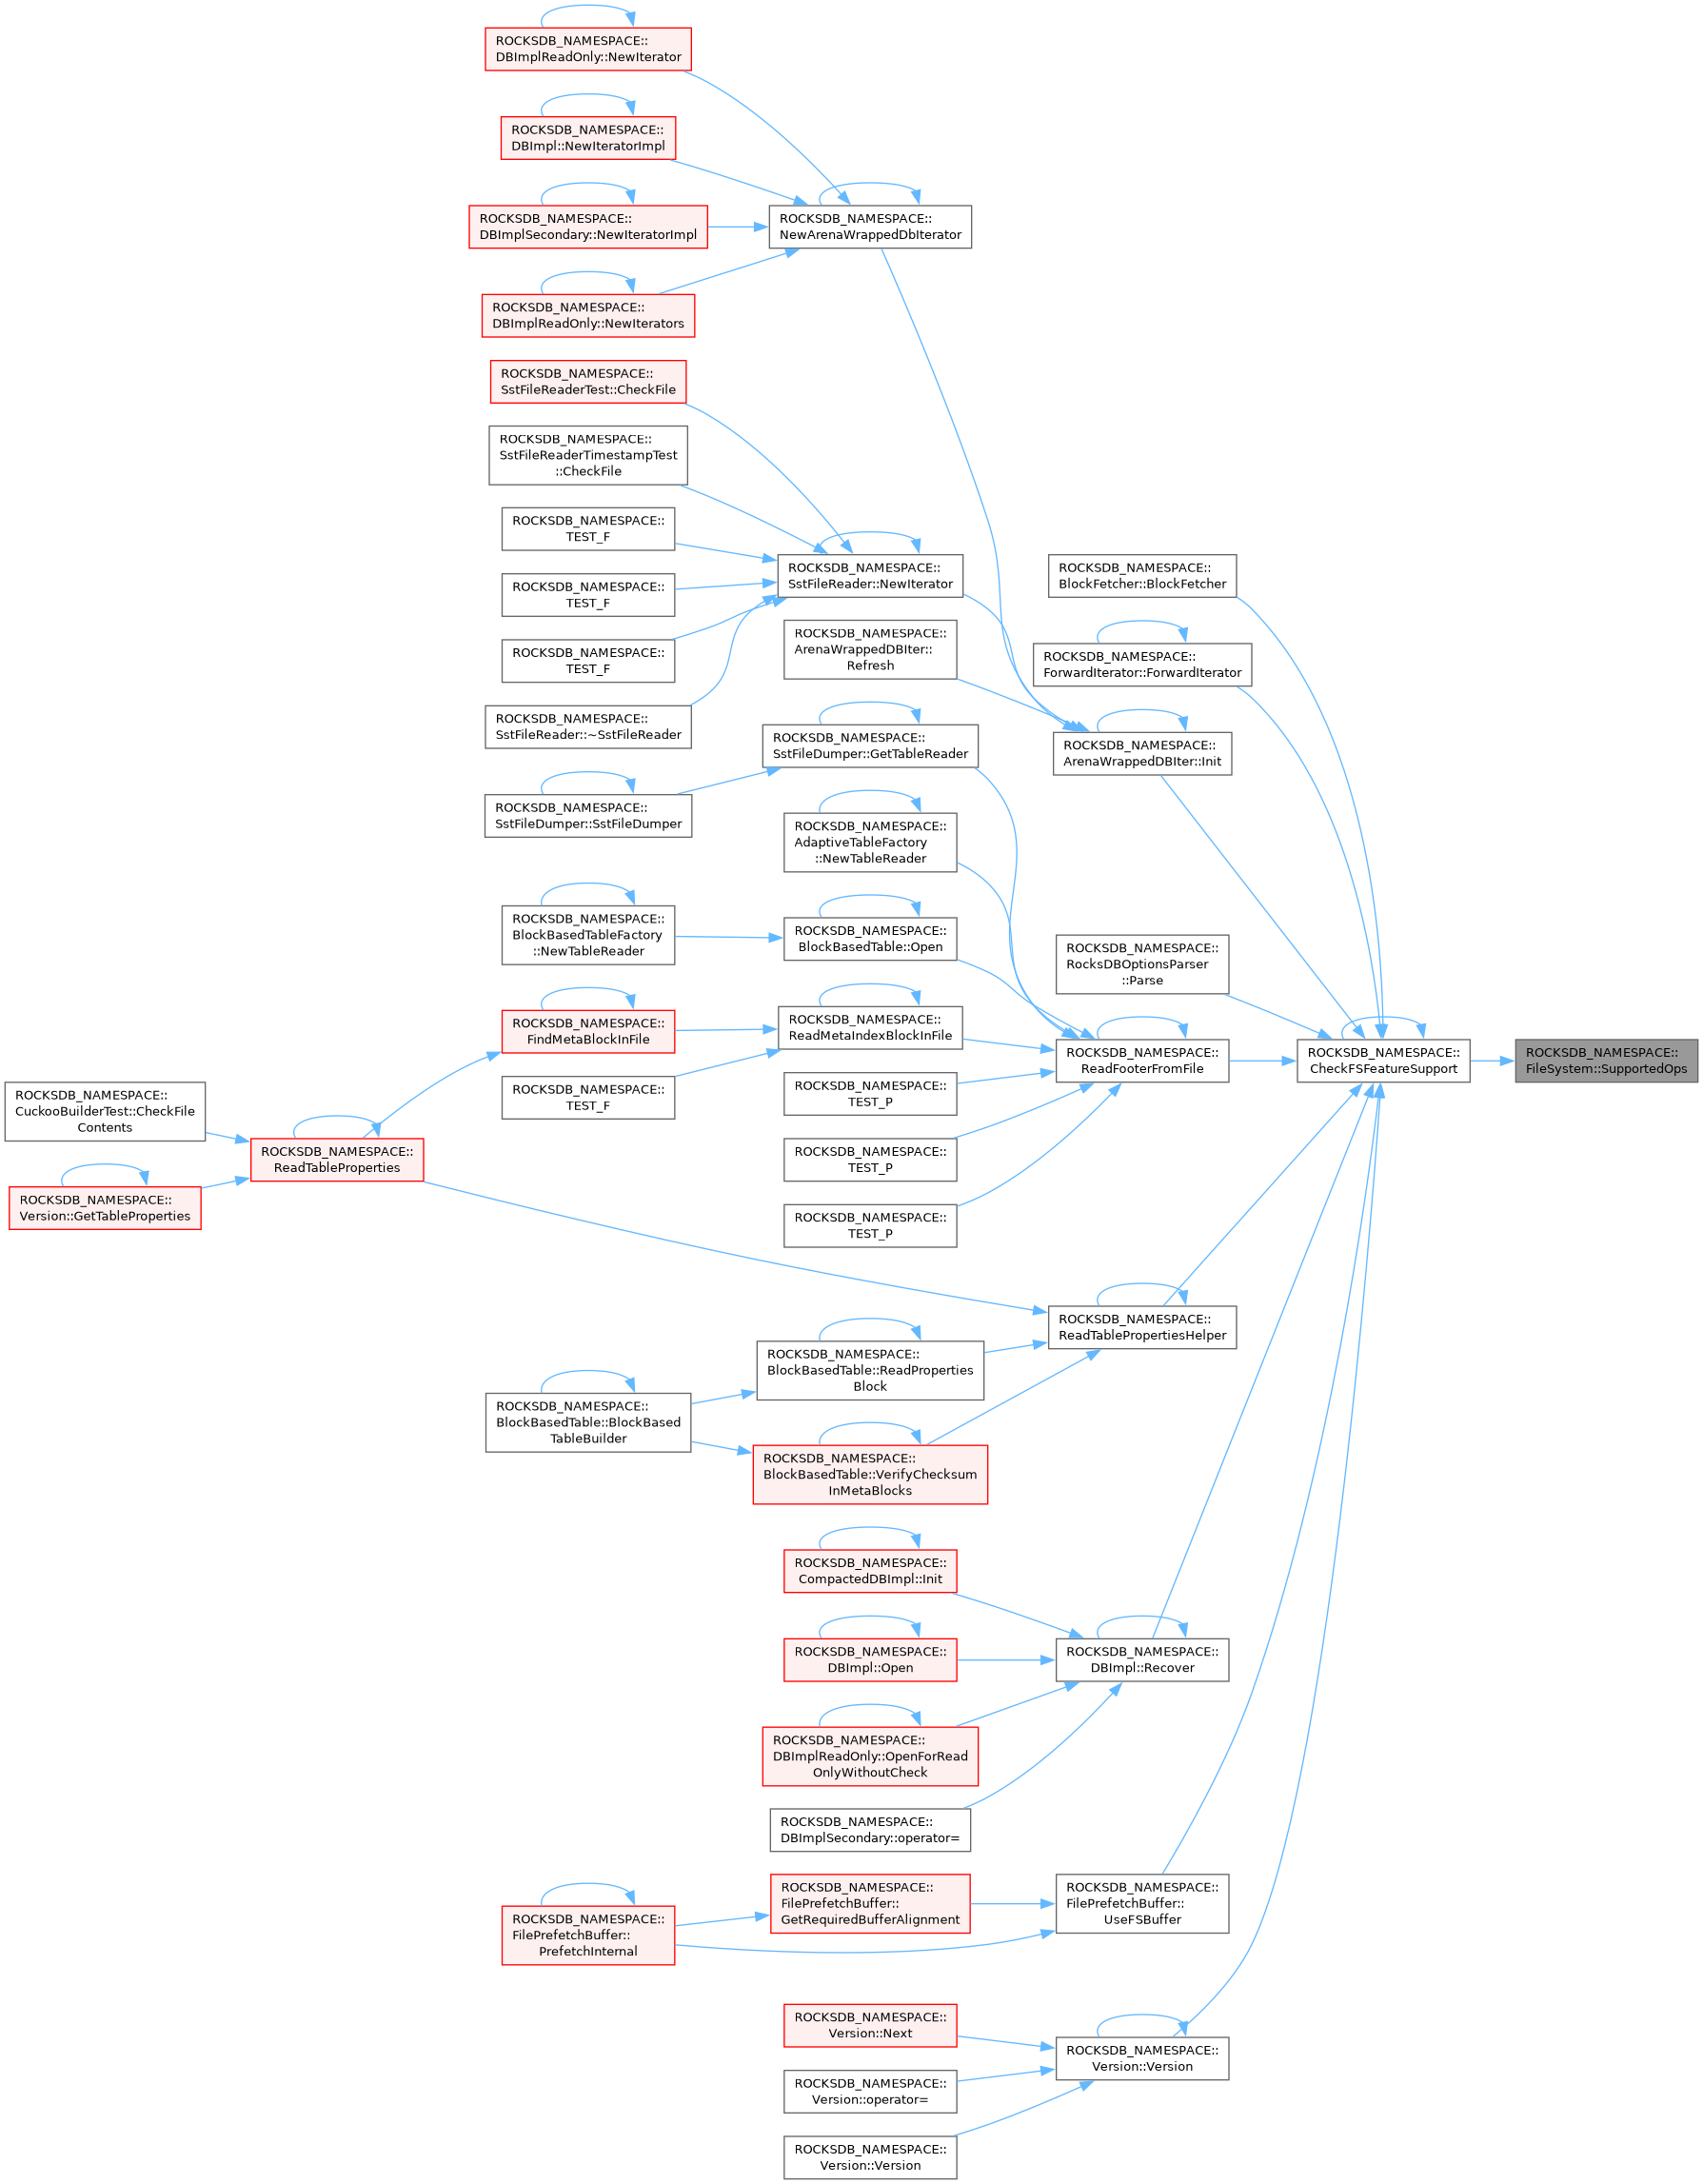 ROCKSDB_NAMESPACE::
DBImplReadOnly::NewIterator
ROCKSDB_NAMESPACE::
DBImpl::NewIteratorImpl
ROCKSDB_NAMESPACE::
DBImplSecondary::NewIteratorImpl
ROCKSDB_NAMESPACE::
NewArenaWrappedDbIterator
ROCKSDB_NAMESPACE::
DBImplReadOnly::NewIterators
ROCKSDB_NAMESPACE::
SstFileReaderTest::CheckFile
ROCKSDB_NAMESPACE::
SstFileReaderTimestampTest
::CheckFile
ROCKSDB_NAMESPACE::
TEST_F
ROCKSDB_NAMESPACE::
SstFileReader::NewIterator
ROCKSDB_NAMESPACE::
BlockFetcher::BlockFetcher
ROCKSDB_NAMESPACE::
TEST_F
ROCKSDB_NAMESPACE::
TEST_F
ROCKSDB_NAMESPACE::
ArenaWrappedDBIter::
Refresh
ROCKSDB_NAMESPACE::
ForwardIterator::ForwardIterator
ROCKSDB_NAMESPACE::
SstFileReader::~SstFileReader
ROCKSDB_NAMESPACE::
SstFileDumper::GetTableReader
ROCKSDB_NAMESPACE::
ArenaWrappedDBIter::Init
ROCKSDB_NAMESPACE::
SstFileDumper::SstFileDumper
ROCKSDB_NAMESPACE::
AdaptiveTableFactory
::NewTableReader
ROCKSDB_NAMESPACE::
BlockBasedTableFactory
::NewTableReader
ROCKSDB_NAMESPACE::
BlockBasedTable::Open
ROCKSDB_NAMESPACE::
RocksDBOptionsParser
::Parse
ROCKSDB_NAMESPACE::
FindMetaBlockInFile
ROCKSDB_NAMESPACE::
ReadMetaIndexBlockInFile
ROCKSDB_NAMESPACE::
ReadFooterFromFile
ROCKSDB_NAMESPACE::
CheckFSFeatureSupport
ROCKSDB_NAMESPACE::
FileSystem::SupportedOps
ROCKSDB_NAMESPACE::
TEST_F
ROCKSDB_NAMESPACE::
TEST_P
ROCKSDB_NAMESPACE::
CuckooBuilderTest::CheckFile
Contents
ROCKSDB_NAMESPACE::
ReadTableProperties
ROCKSDB_NAMESPACE::
TEST_P
ROCKSDB_NAMESPACE::
Version::GetTableProperties
ROCKSDB_NAMESPACE::
TEST_P
ROCKSDB_NAMESPACE::
ReadTablePropertiesHelper
ROCKSDB_NAMESPACE::
BlockBasedTable::ReadProperties
Block
ROCKSDB_NAMESPACE::
BlockBasedTable::BlockBased
TableBuilder
ROCKSDB_NAMESPACE::
BlockBasedTable::VerifyChecksum
InMetaBlocks
ROCKSDB_NAMESPACE::
CompactedDBImpl::Init
ROCKSDB_NAMESPACE::
DBImpl::Open
ROCKSDB_NAMESPACE::
DBImpl::Recover
ROCKSDB_NAMESPACE::
DBImplReadOnly::OpenForRead
OnlyWithoutCheck
ROCKSDB_NAMESPACE::
DBImplSecondary::operator=
ROCKSDB_NAMESPACE::
FilePrefetchBuffer::
GetRequiredBufferAlignment
ROCKSDB_NAMESPACE::
FilePrefetchBuffer::
UseFSBuffer
ROCKSDB_NAMESPACE::
FilePrefetchBuffer::
PrefetchInternal
ROCKSDB_NAMESPACE::
Version::Next
ROCKSDB_NAMESPACE::
Version::Version
ROCKSDB_NAMESPACE::
Version::operator=
ROCKSDB_NAMESPACE::
Version::Version